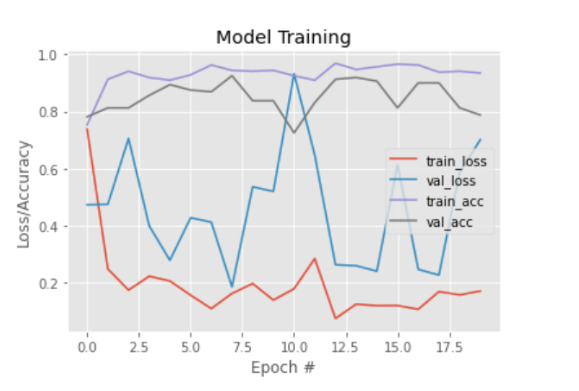 Model Training
Loss/Accuracy
1.0
0.8
0.6
0.4
0.2
train_loss
val_loss
train_acc
val_acc
0.0 2.5 5.0 7.5 10.0 12.5 15.0 17.5
Epoch #